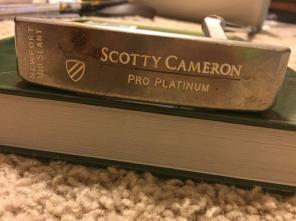 SCOTTY CAMERON
PRO PLATINUM
NEWPORT
MID SLANT